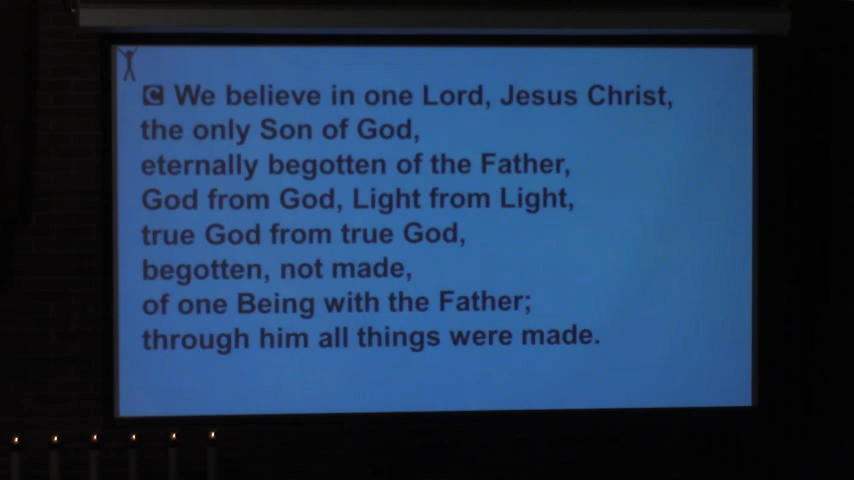 C We believe in one Lord, Jesus Christ,
the only Son of God,
eternally begotten of the Father,
God from God, Light from Light,
true God from true God,
begotten, not made,
of one Being with the Father;
through him all things were made.